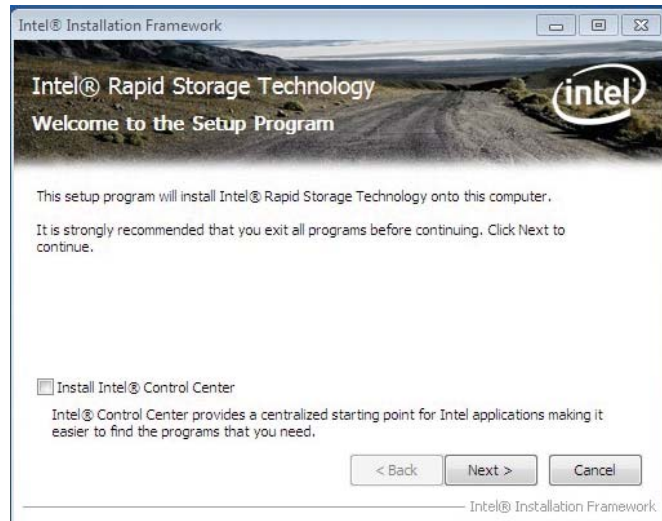 Intel® Installation Framework
Intel® Rapid Storage Technology
intel
Welcome to the Setup Program
This setup program will install Intel® Rapid Storage Technology onto this computer.
It is strongly recommended that you exit all programs before continuing. Click Next to
continue.
Install Intel® Control Center
Intel® Control Center provides a centralized starting point for Intel applications making it
easier to find the programs that you need.
< Back Next > Cancel
Intel® Installation Framework